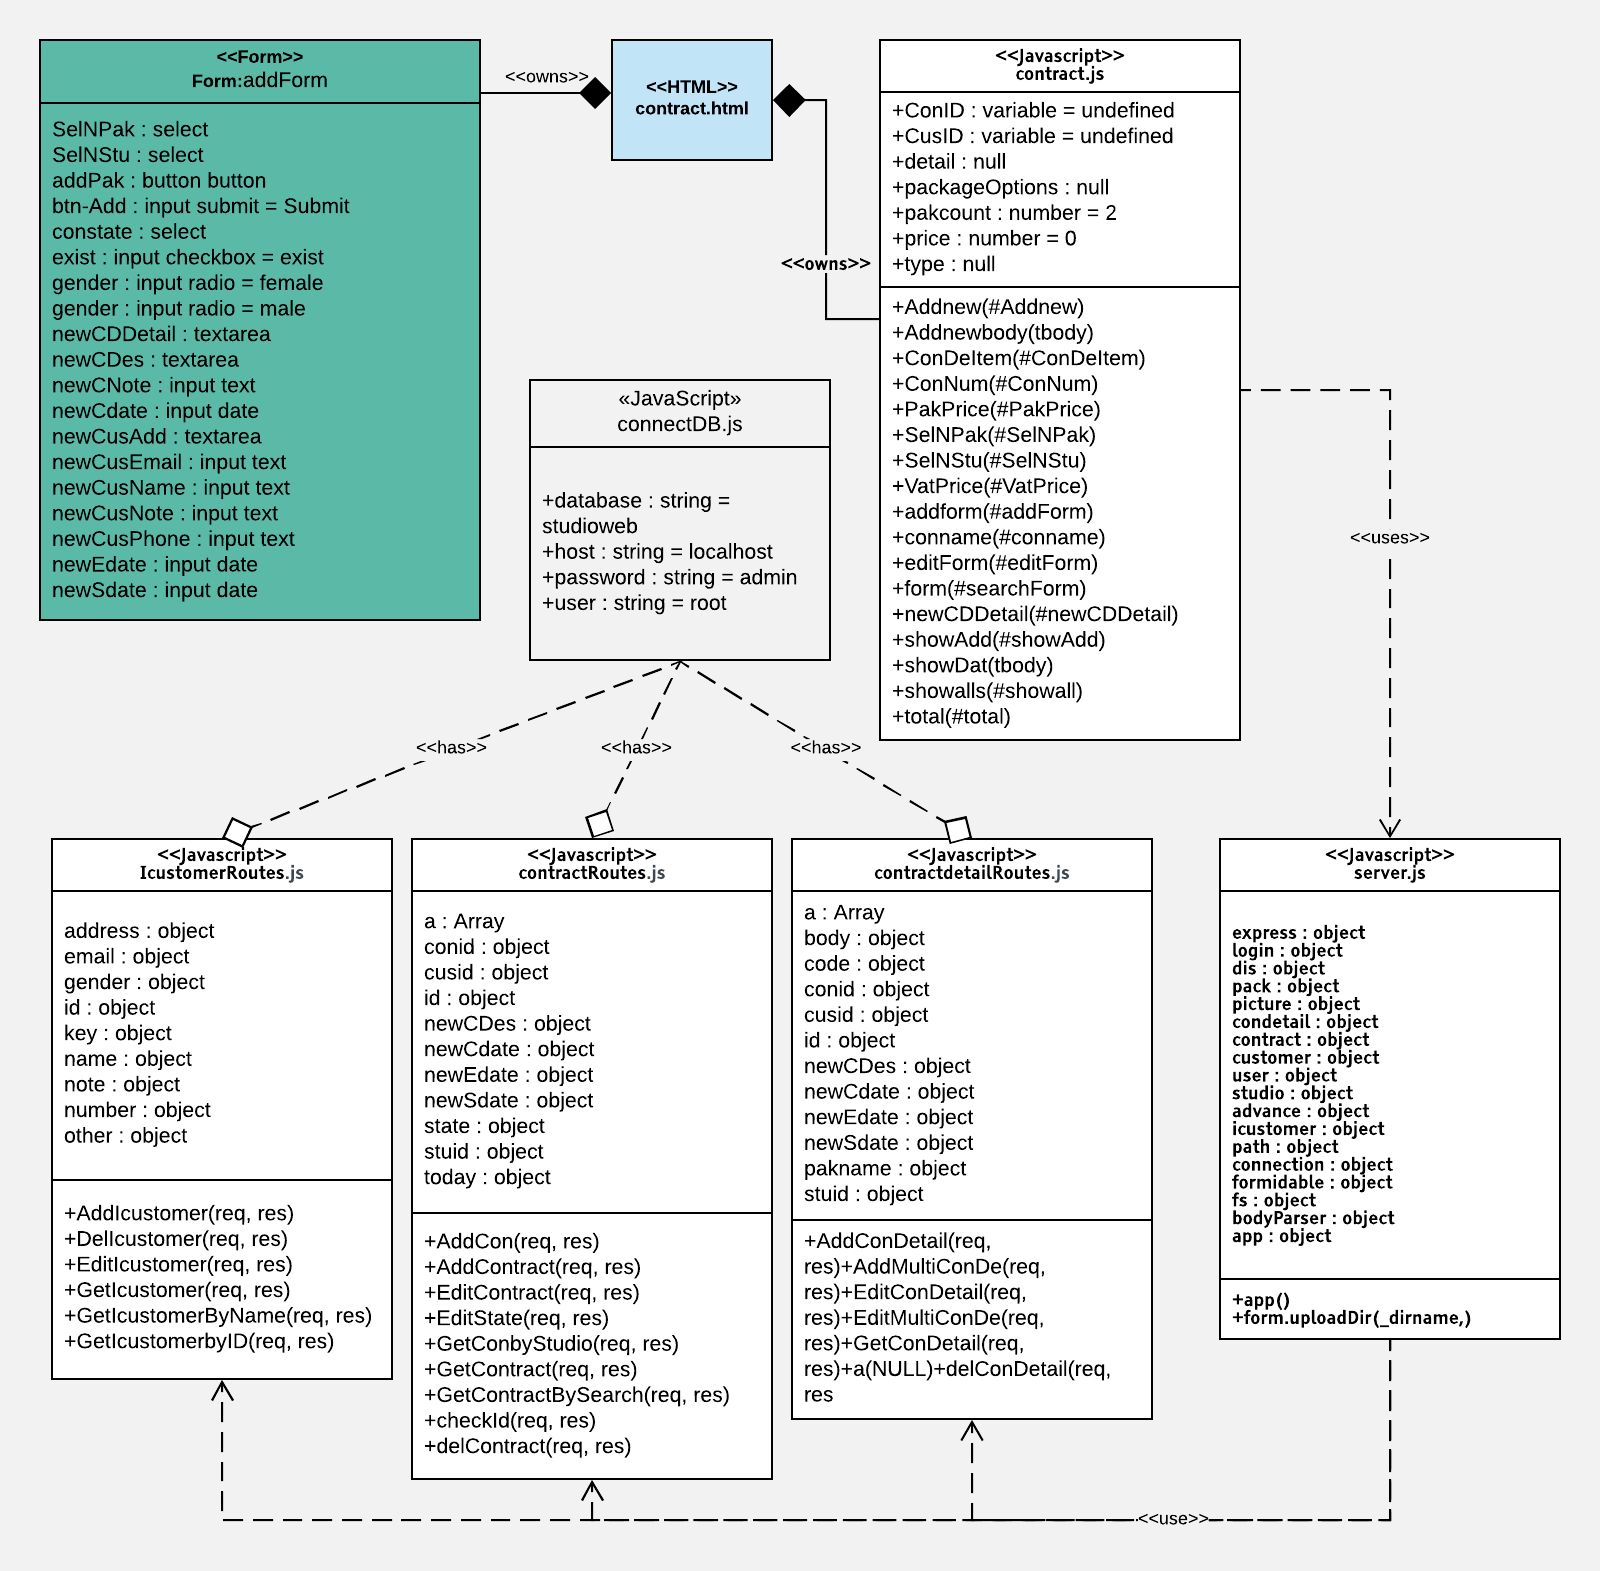 <<Form>>
Form:addForm
SelNPak : select
SelNStu : select
addPak : button button
btn-Add : input submit = Submit
constate : select
exist : input checkbox = exist
gender : input radio = female
gender : input radio = male
newCDDetail : textarea
newCDes : textarea
newCNote : input text
newCdate : input date
newCusAdd : textarea
newCusEmail : input text
newCusName : input text
newCusNote : input text
newCusPhone : input text
newEdate : input date
newSdate : input date
<<owns>>
<<HTML>>
contract.html
<<owns>>
<<Javascript>>
contract.js
+ConID : variable = undefined
+CusID : variable = undefined
+detail : null
+packageOptions : null
+pakcount : number = 2
+price : number = 0
+type : null
+Addnew(#Addnew)
+Addnewbody(tbody)
+ConDeItem(#ConDeItem)
+ConNum(#ConNum)
+PakPrice(#PakPrice)
+SelNPak(#SelNPak)
+SelNStu(#SelNStu)
+VatPrice(#VatPrice)
+addform(#addForm)
+conname(#conname)
+editForm(#editForm)
+form(#searchForm)
+newCDDetail(#newCDDetail)
+showAdd(#showAdd)
+showDat(tbody)
+showalls(#showall)
+total(#total)
«JavaScript»
connectDB.js
+database : string =
studioweb
+host : string = localhost
+password : string = admin
+user : string = root
<<uses>>
<<has>>
<<has>>
<<has>>
<<Javascript>>
IcustomerRoutes.js
address : object
email : object
gender : object
id : object
key : object
name : object
note : object
number : object
other : object
+AddIcustomer(req, res)
+DelIcustomer(req, res)
+EditIcustomer(req, res)
+GetIcustomer(req, res)
+GetIcustomerByName(req, res)
+GetIcustomerbyID(req, res)
<<Javascript>>
contractRoutes.js
a : Array
conid : object
cusid : object
id : object
newCDes : object
newCdate : object
newEdate : object
newSdate : object
state : object
stuid : object
today : object
+AddCon(req, res)
+AddContract(req, res)
+EditContract(req, res)
+EditState(req, res)
+GetConbyStudio(req, res)
+GetContract(req, res)
+GetContractBySearch(req, res)
+checkId(req, res)
+delContract(req, res)
<<Javascript>>
contractdetailRoutes.js
a : Array
body : object
code : object
conid : object
cusid : object
id : object
newCDes : object
newCdate : object
newEdate : object
newSdate : object
pakname : object
stuid : object
+AddConDetail(req,
res)+AddMultiConDe(req,
res)+EditConDetail(req,
res)+EditMultiConDe(req,
res)+GetConDetail(req,
res)+a(NULL)+delConDetail(req,
res
<<Javascript>>
server.js
express : object
login : object
dis : object
pack : object
picture : object
condetail : object
contract : object
customer : object
user : object
studio : object
advance : object
icustomer : object
path : object
connection : object
formidable : object
fs : object
bodyParser : object
app : object
+app()
+form.uploadDir(_dirname,)
<<use>>